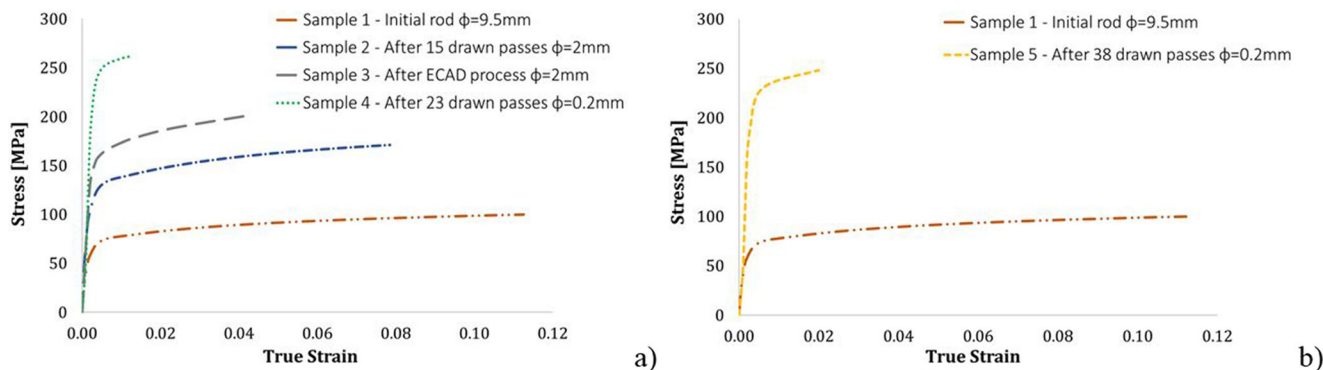 300
250
200
150
100
50
0
Stress [MPa]
0.00 0.02 0.04 0.06 0.08 0.10 0.12
True Strain
Sample 1 - Initial rod ϕ=9.5mm
Sample 2 - After 15 drawn passes ϕ=2mm
Sample 3 - After ECAD process ϕ=2mm
Sample 4 - After 23 drawn passes ϕ=0.2mm
a)
300
250
200
150
100
50
0
Stress [MPa]
0.00 0.02 0.04 0.06 0.08 0.10 0.12
True Strain
Sample 1 - Initial rod ϕ=9.5mm
Sample 5 - After 38 drawn passes ϕ=0.2mm
b)